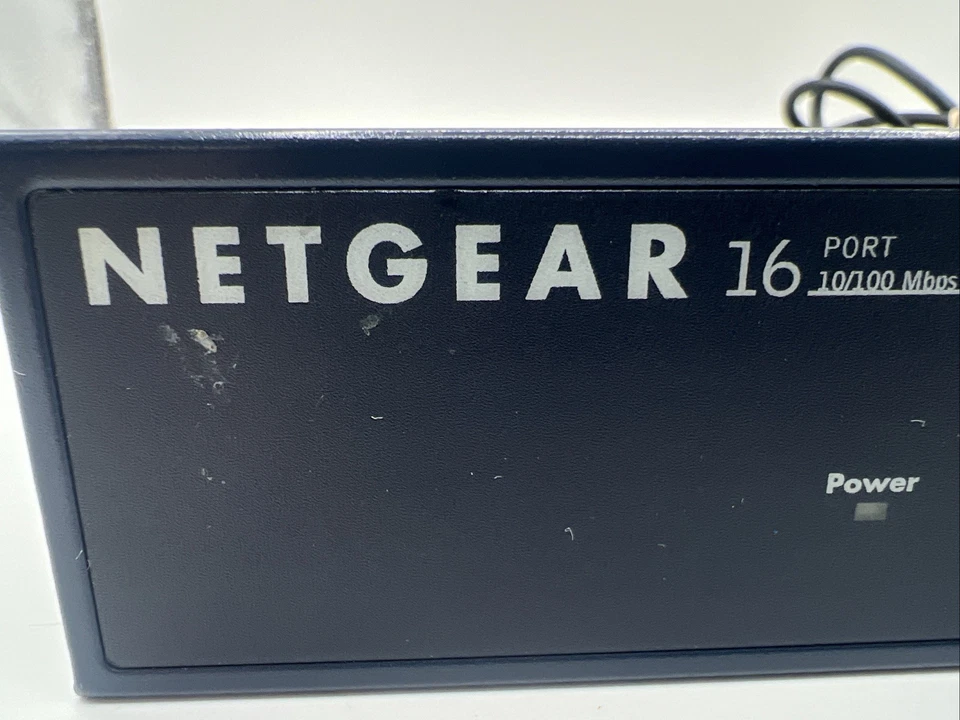 NETGEAR 16 PORT
10/100 Mbps
Power